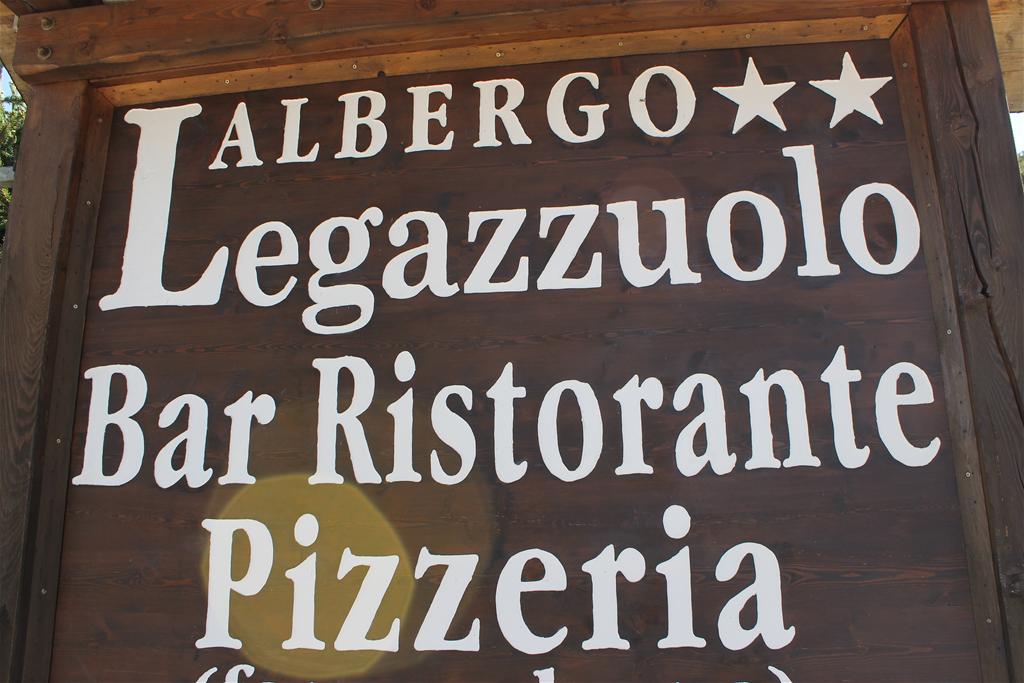 ALBERGO ★★
Legazzuolo
Bar Ristorante
Pizzeria